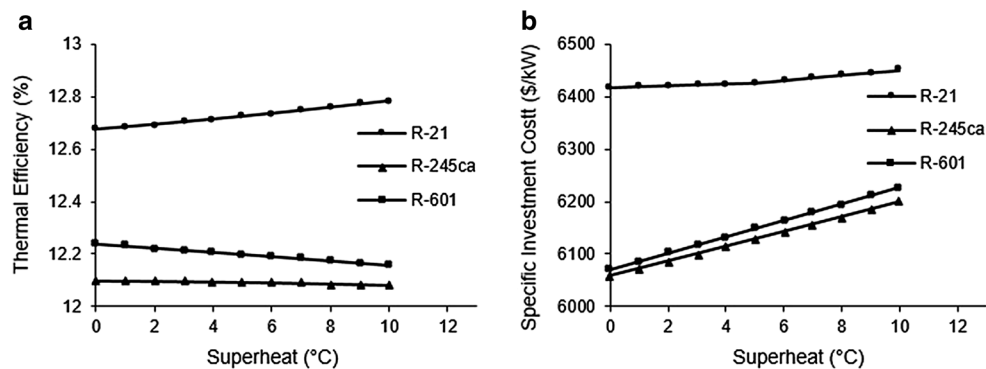 a
13
12.8
12.6
12.4
12.2
12
0 2 4 6 8 10 12
Thermal Efficiency (%)
Superheat (°C)
R-21
R-245ca
R-601
b
6500
6400
6300
6200
6100
6000
0 2 4 6 8 10 12
Specific Investment Costt ($/kW)
Superheat (°C)
R-21
R-245ca
R-601